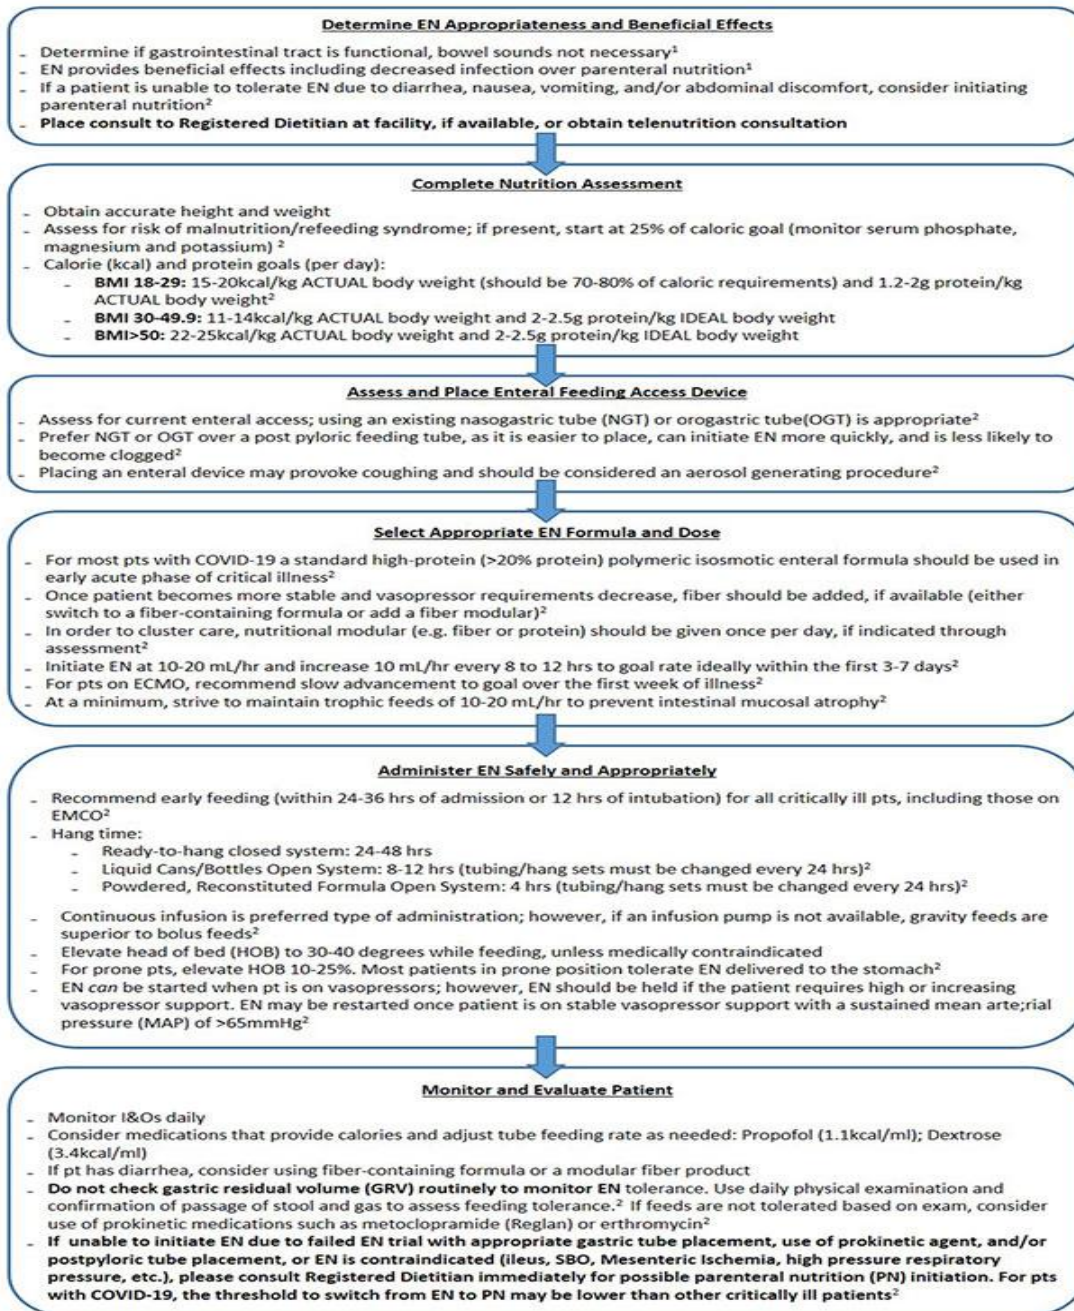 Determine EN Appropriateness and Beneficial Effects
- Determine if gastrointestinal tract is functional, bowel sounds not necessary¹
- EN provides beneficial effects including decreased infection over parenteral nutrition¹
- If a patient is unable to tolerate EN due to diarrhea, nausea, vomiting, and/or abdominal discomfort, consider initiating
parenteral nutrition²
- Place consult to Registered Dietitian at facility, if available, or obtain telenutrition consultation
Complete Nutrition Assessment
- Obtain accurate height and weight
- Assess for risk of malnutrition/refeeding syndrome; if present, start at 25% of caloric goal (monitor serum phosphate,
magnesium and potassium) ²
- Calorie (kcal) and protein goals (per day):
- BMI 18-29: 15-20kcal/kg ACTUAL body weight (should be 70-80% of caloric requirements) and 1.2-2g protein/kg
ACTUAL body weight²
- BMI 30-49.9: 11-14kcal/kg ACTUAL body weight and 2-2.5g protein/kg IDEAL body weight
- BMI>50: 22-25kcal/kg ACTUAL body weight and 2-2.5g protein/kg IDEAL body weight
Assess and Place Enteral Feeding Access Device
- Assess for current enteral access; using an existing nasogastric tube (NGT) or orogastric tube(OGT) is appropriate²
- Prefer NGT or OGT over a post pyloric feeding tube, as it is easier to place, can initiate EN more quickly, and is less likely to
become clogged²
- Placing an enteral device may provoke coughing and should be considered an aerosol generating procedure²
Select Appropriate EN Formula and Dose
- For most pts with COVID-19 a standard high-protein (>20% protein) polymeric isosmotic enteral formula should be used in
early acute phase of critical illness²
- Once patient becomes more stable and vasopressor requirements decrease, fiber should be added, if available (either
switch to a fiber-containing formula or add a fiber modular)²
- In order to cluster care, nutritional modular (e.g. fiber or protein) should be given once per day, if indicated through
assessment²
- Initiate EN at 10-20 mL/hr and increase 10 mL/hr every 8 to 12 hrs to goal rate ideally within the first 3-7 days²
- For pts on ECMO, recommend slow advancement to goal over the first week of illness²
- At a minimum, strive to maintain trophic feeds of 10-20 mL/hr to prevent intestinal mucosal atrophy²
Administer EN Safely and Appropriately
- Recommend early feeding (within 24-36 hrs of admission or 12 hrs of intubation) for all critically ill pts, including those on
EMCO²
- Hang time:
- Ready-to-hang closed system: 24-48 hrs
- Liquid Cans/Bottles Open System: 8-12 hrs (tubing/hang sets must be changed every 24 hrs)²
- Powdered, Reconstituted Formula Open System: 4 hrs (tubing/hang sets must be changed every 24 hrs)²
- Continuous infusion is preferred type of administration; however, if an infusion pump is not available, gravity feeds are
superior to bolus feeds²
- Elevate head of bed (HOB) to 30-40 degrees while feeding, unless medically contraindicated
- For prone pts, elevate HOB 10-25%. Most patients in prone position tolerate EN delivered to the stomach²
- EN can be started when pt is on vasopressors; however, EN should be held if the patient requires high or increasing
vasopressor support. EN may be restarted once patient is on stable vasopressor support with a sustained mean arte;rial
pressure (MAP) of >65mmHg²
Monitor and Evaluate Patient
- Monitor I&Os daily
- Consider medications that provide calories and adjust tube feeding rate as needed: Propofol (1.1kcal/ml); Dextrose
(3.4kcal/ml)
- If pt has diarrhea, consider using fiber-containing formula or a modular fiber product
- Do not check gastric residual volume (GRV) routinely to monitor EN tolerance. Use daily physical examination and
confirmation of passage of stool and gas to assess feeding tolerance.² If feeds are not tolerated based on exam, consider
use of prokinetic medications such as metoclopramide (Reglan) or erthromycin²
- If unable to initiate EN due to failed EN trial with appropriate gastric tube placement, use of prokinetic agent, and/or
postpyloric tube placement, or EN is contraindicated (ileus, SBO, Mesenteric Ischemia, high pressure respiratory
pressure, etc.), please consult Registered Dietitian immediately for possible parenteral nutrition (PN) initiation. For pts
with COVID-19, the threshold to switch from EN to PN may be lower than other critically ill patients²